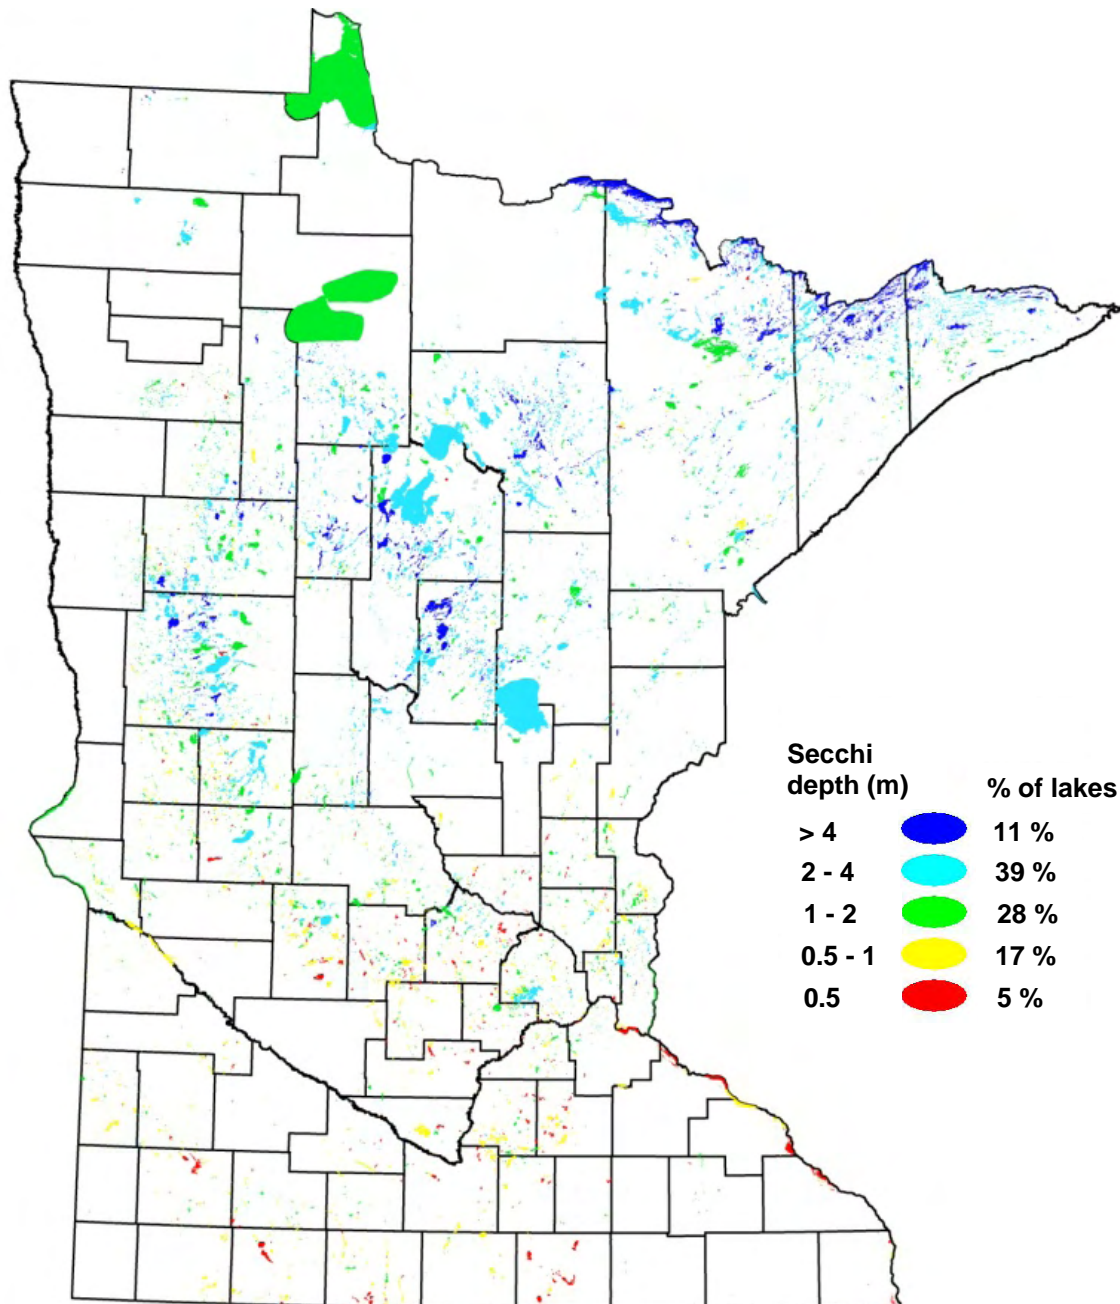 Secchi
depth (m) % of lakes
> 4 11 %
2 - 4 39 %
1 - 2 28 %
0.5 - 1 17 %
0.5 5 %